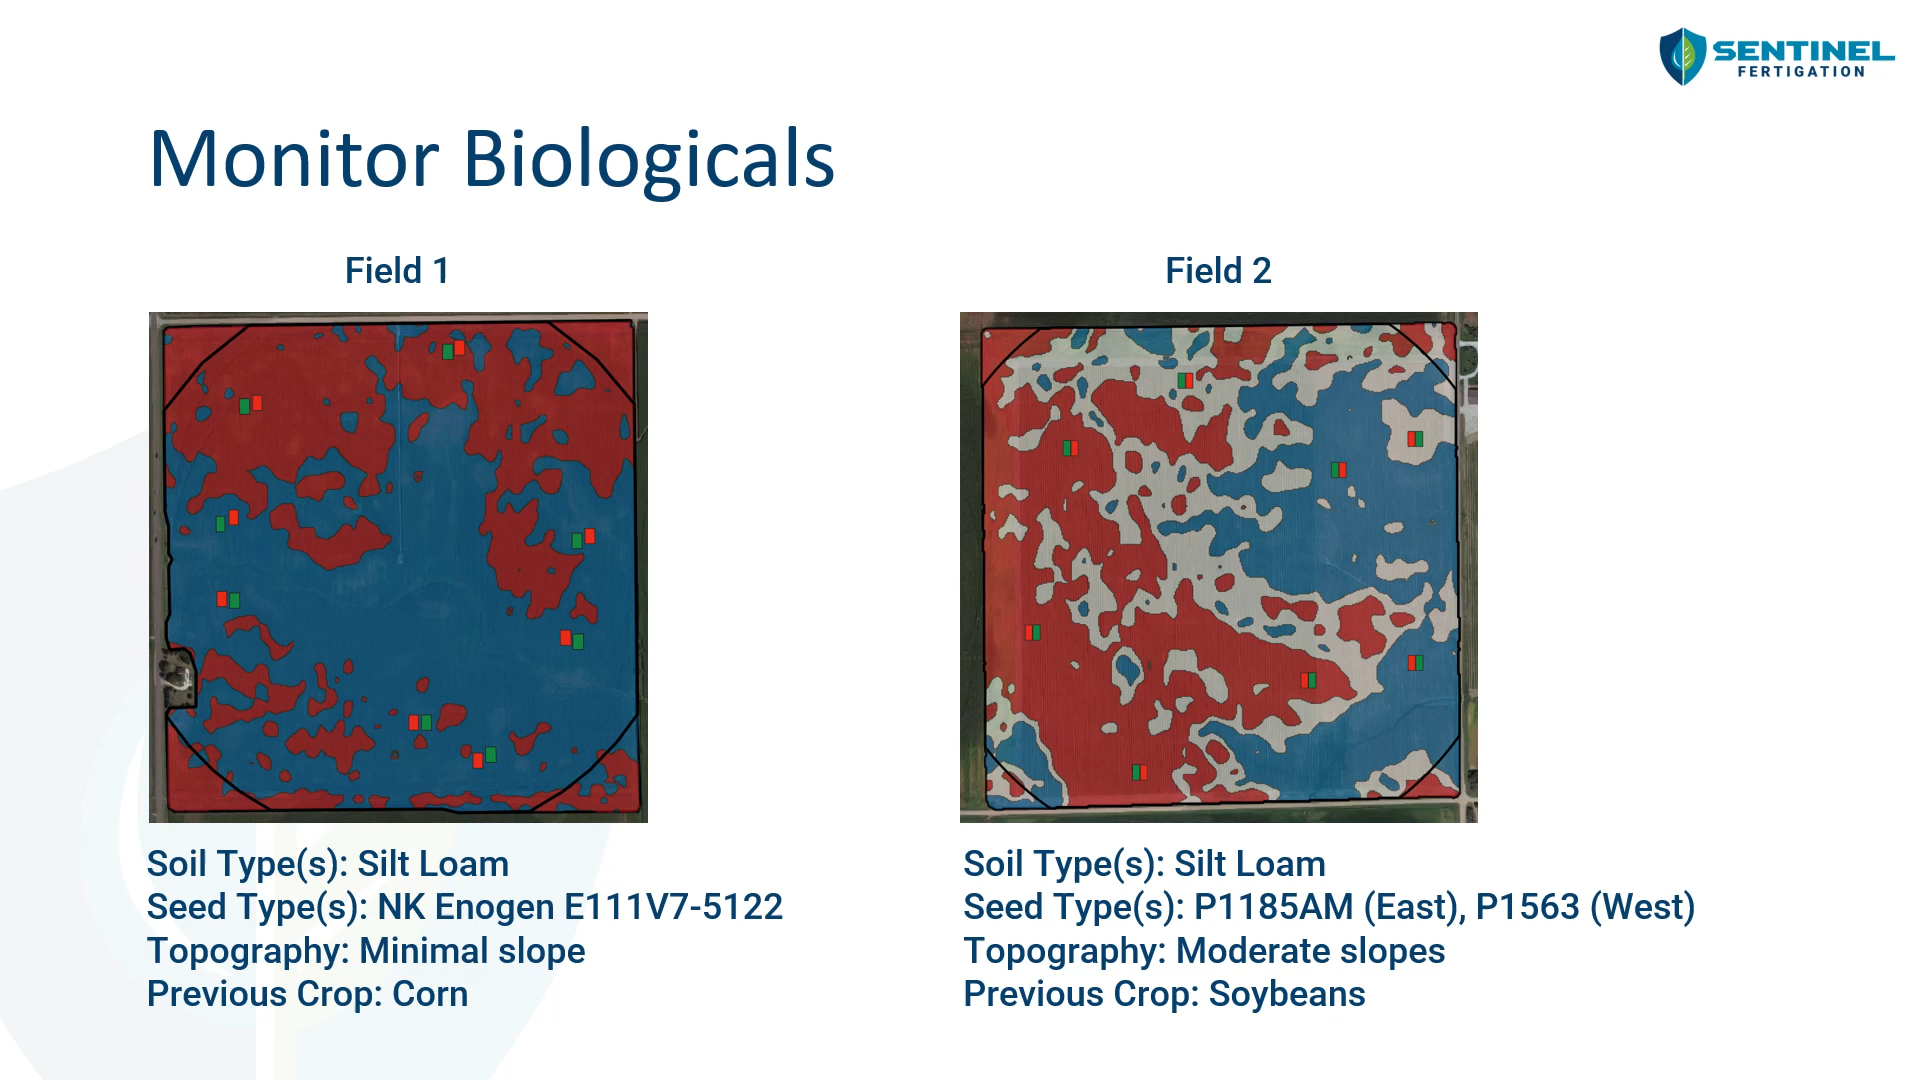 SENTINEL
FERTIGATION
Monitor Biologicals
Field 1
Field 2
Soil Type(s): Silt Loam
Seed Type(s): NK Enogen E111V7-5122
Topography: Minimal slope
Previous Crop: Corn
Soil Type(s): Silt Loam
Seed Type(s): P1185AM (East), P1563 (West)
Topography: Moderate slopes
Previous Crop: Soybeans